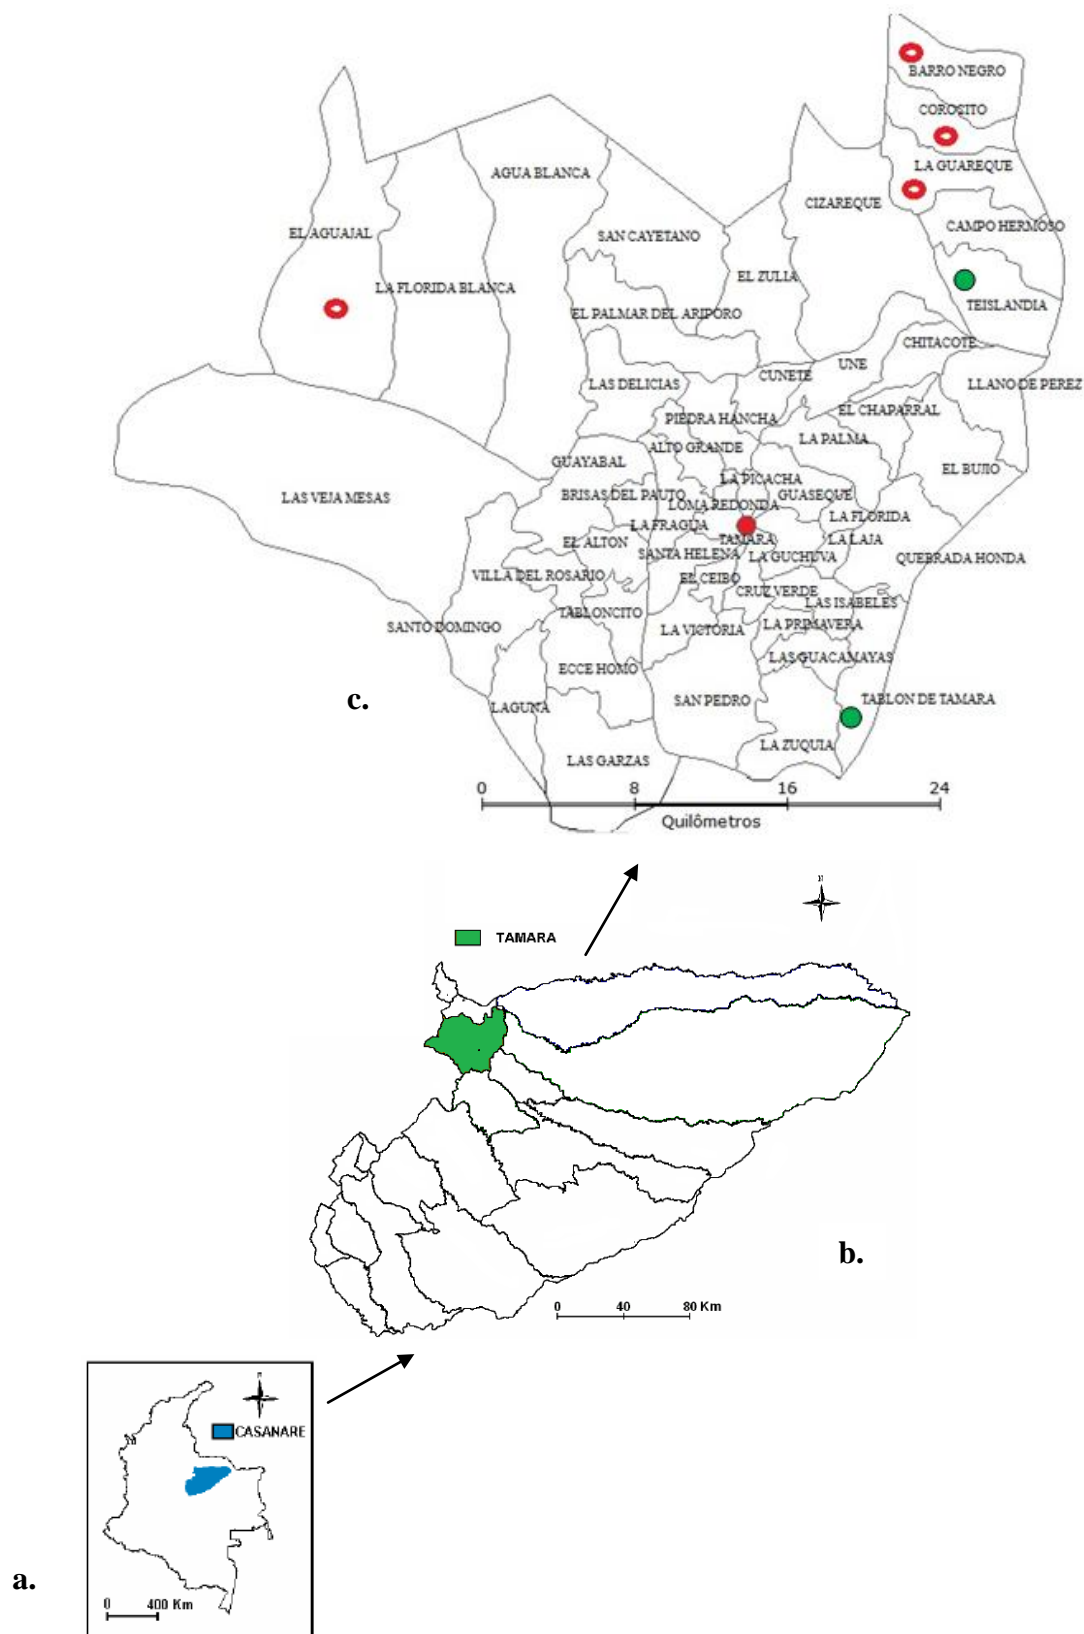 BARRO NEGRO
COROSITO
LA GUAREQUE
AGUA BLANCA
CIZAREQUE
CAMPO HERMOSO
EL AGUAJAL
SAN CAYETANO
EL ZULIA
LA FLORIDA BLANCA
TEISLANDIA
EL PALMAR DEL ARIPORO
CHITACOTE
UNE
CUNETE
LAS DELICIAS
LLANO DE PEREZ
EL CHAPARRAL
PIEDRA HANCHA
LA PALMA
ALTO GRANDE
GUAYABAL
EL BUJIO
LA PICACHA
LAS VEJA MESAS
BRISAS DEL PAUTO
GUASEQUE
LOMA REDONDA
LA FLORIDA
LA FRAGUA
TAMARA
LA LAJA
EL ALTON
SANTA HELENA
LA GUCHUVA
QUEBRADA HONDA
VILLA DEL ROSARIO
EL CEIBO
CRUZ VERDE
LAS ISABELES
TABLONCITO
SANTO DOMINGO
LA VICTORIA
LA PRIMAVERA
LAS GUACAMAYAS
ECCE HOMO
c.
SAN PEDRO
TABLON DE TAMARA
LAGUNA
LA ZUQUIA
LAS GARZAS
0 8 16 24
Quilômetros
N
TAMARA
b.
0 40 80 Km
N
CASANARE
a.
0 400 Km